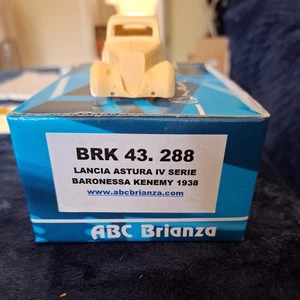 BRK 43. 288
LANCIA ASTURA IV SERIE
BARONESSA KENEMY 1938
www.abcbrianza.com
ABC Brianza